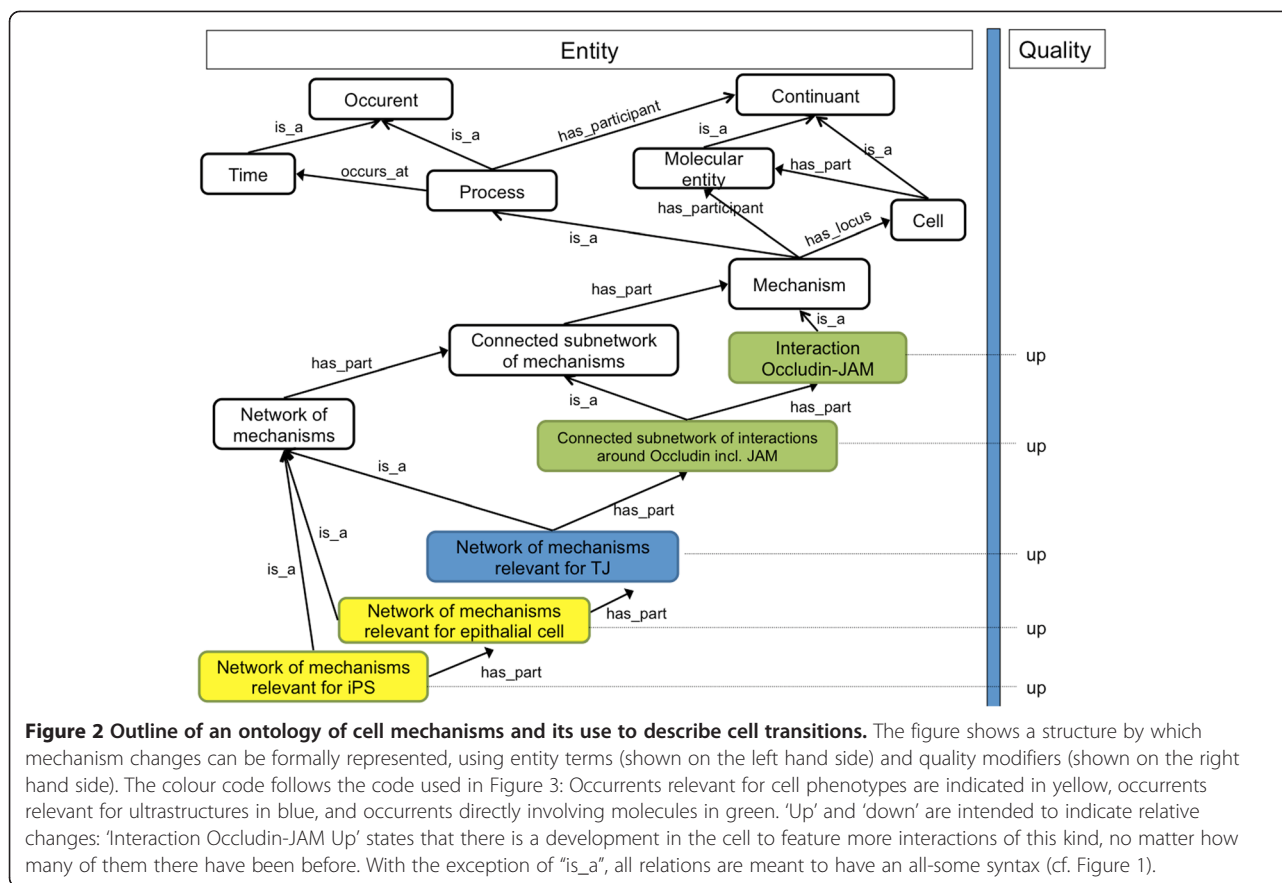 Entity
Quality
Occurent
Continuant
is_a
is_a
has_participant
is_a
is_a
Time
occurs_at
Process
Molecular
entity
has_part
Cell
has_participant
is_a
has_locus
Mechanism
has_part
is_a
Connected subnetwork
of mechanisms
Interaction
Occludin-JAM
up
has_part
is_a
has_part
Network of
mechanisms
Connected subnetwork of interactions
around Occludin incl. JAM
up
is_a
has_part
is_a
Network of mechanisms
relevant for TJ
up
is_a
Network of mechanisms
relevant for epithalial cell
has_part
up
Network of mechanisms
relevant for iPS
has_part
up
Figure 2 Outline of an ontology of cell mechanisms and its use to describe cell transitions. The figure shows a structure by which
mechanism changes can be formally represented, using entity terms (shown on the left hand side) and quality modifiers (shown on the right
hand side). The colour code follows the code used in Figure 3: Occurrents relevant for cell phenotypes are indicated in yellow, occurrents
relevant for ultrastructures in blue, and occurrents directly involving molecules in green. 'Up' and 'down' are intended to indicate relative
changes: 'Interaction Occludin-JAM Up' states that there is a development in the cell to feature more interactions of this kind, no matter how
many of them there have been before. With the exception of "is_a", all relations are meant to have an all-some syntax (cf. Figure 1).